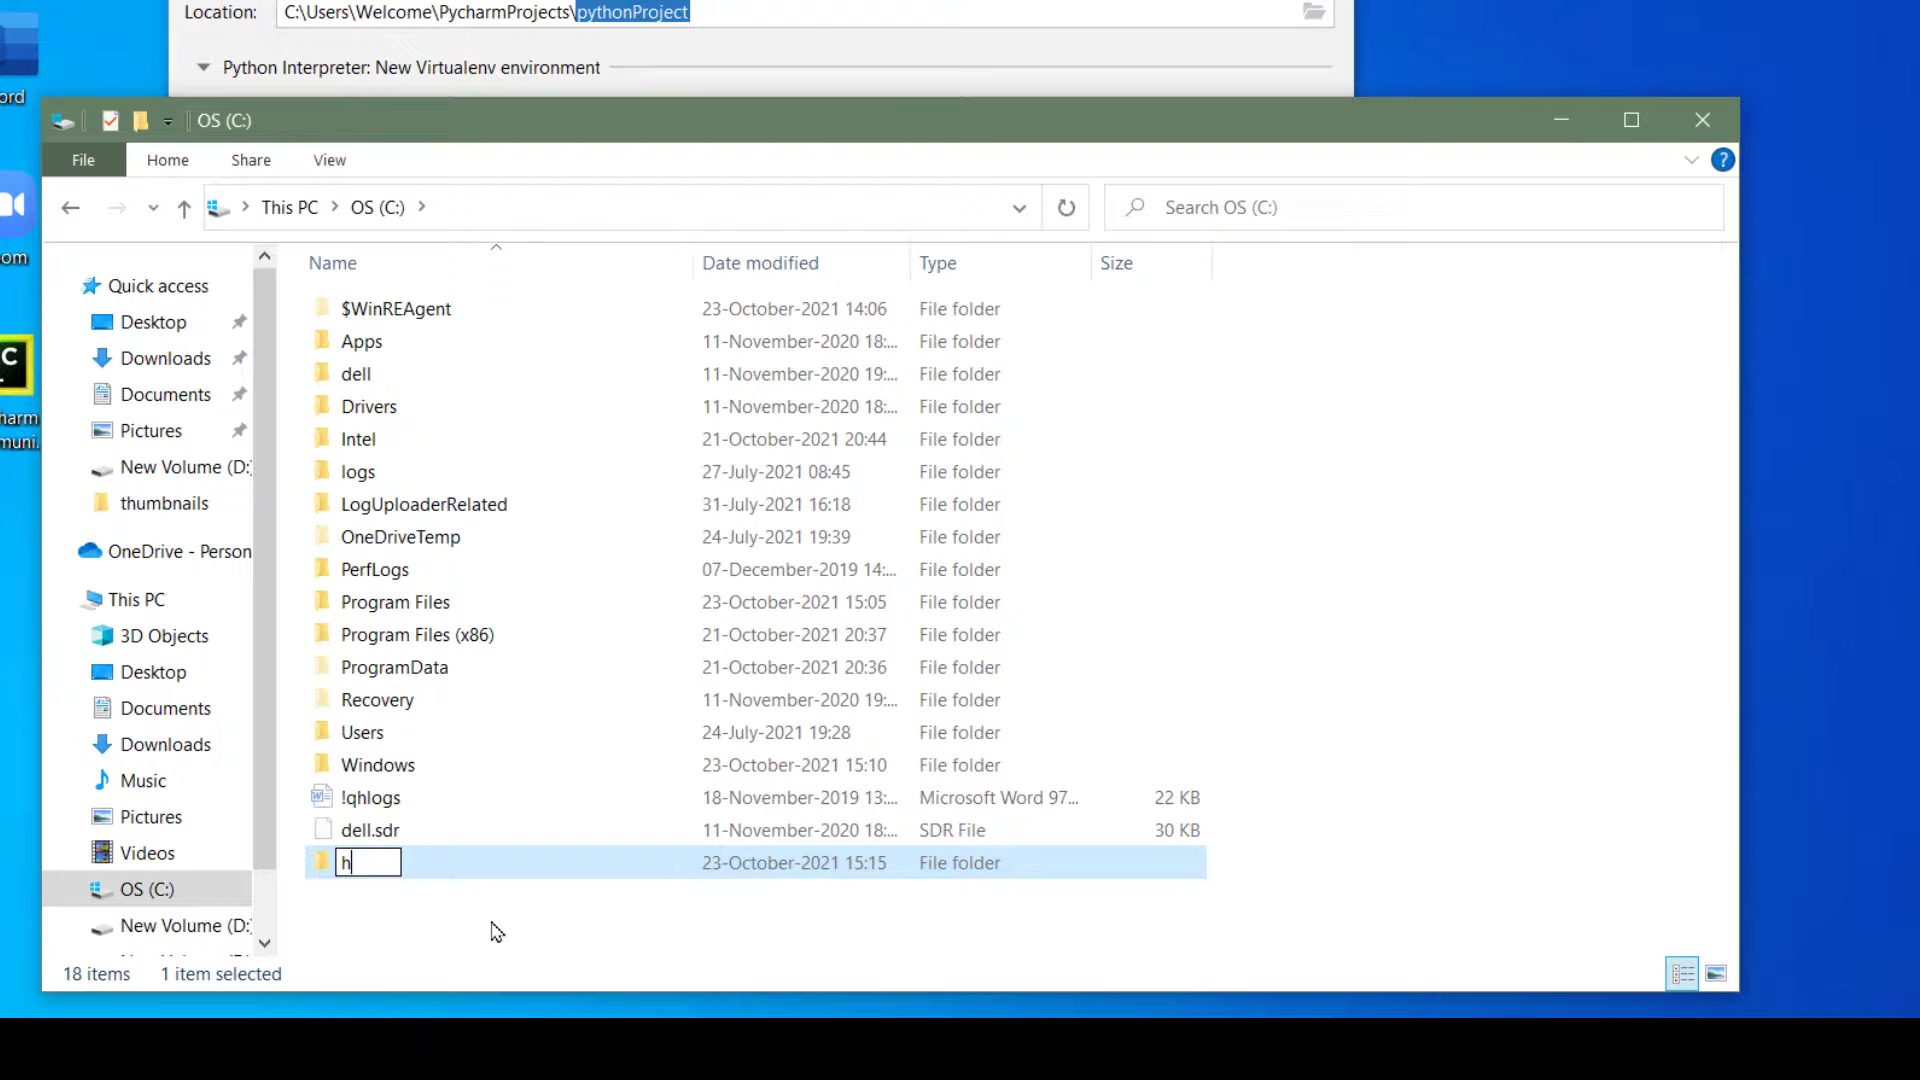 Location: C:\Users\Welcome\PycharmProjects\pythonProject
Python Interpreter: New Virtualenv environment
ord
om
C
harm
muni.
OS (C:)
File Home Share View
?
This PC OS (C:)
Search OS (C:)
Name Date modified Type Size
Quick access
Desktop
Downloads
Documents
Pictures
New Volume (D:)
thumbnails
OneDrive - Person
This PC
3D Objects
Desktop
Documents
Downloads
Music
Pictures
Videos
OS (C:)
New Volume (D:)
$WinREAgent 23-October-2021 14:06 File folder
Apps 11-November-2020 18:... File folder
dell 11-November-2020 19:... File folder
Drivers 11-November-2020 18:... File folder
Intel 21-October-2021 20:44 File folder
logs 27-July-2021 08:45 File folder
LogUploaderRelated 31-July-2021 16:18 File folder
OneDriveTemp 24-July-2021 19:39 File folder
PerfLogs 07-December-2019 14:... File folder
Program Files 23-October-2021 15:05 File folder
Program Files (x86) 21-October-2021 20:37 File folder
ProgramData 21-October-2021 20:36 File folder
Recovery 11-November-2020 19:... File folder
Users 24-July-2021 19:28 File folder
Windows 23-October-2021 15:10 File folder
!qhlogs 18-November-2019 13:... Microsoft Word 97... 22 KB
dell.sdr 11-November-2020 18:... SDR File 30 KB
h 23-October-2021 15:15 File folder
18 items 1 item selected